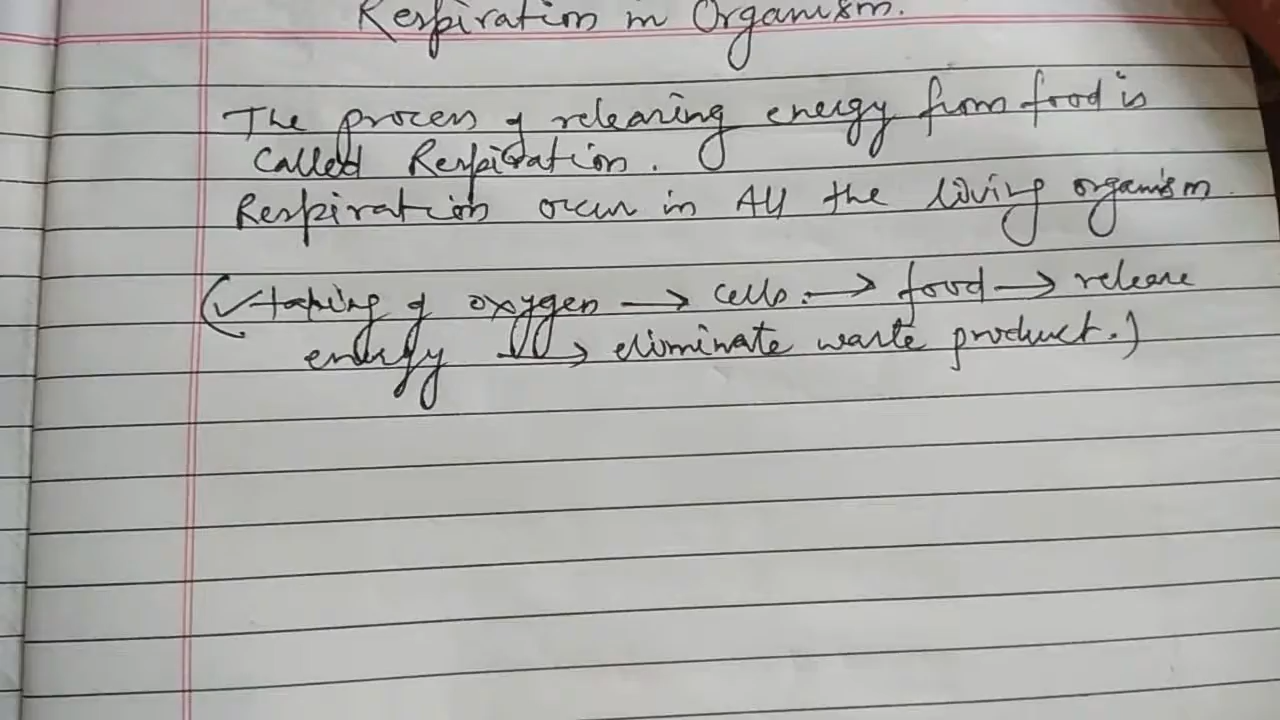 Respiration in Organism.
The process of releasing energy from food is
called Respiration.
Respiration occur in All the living organism.
(✓taking of oxygen → cells. → food → release
energy → eliminate waste product.)